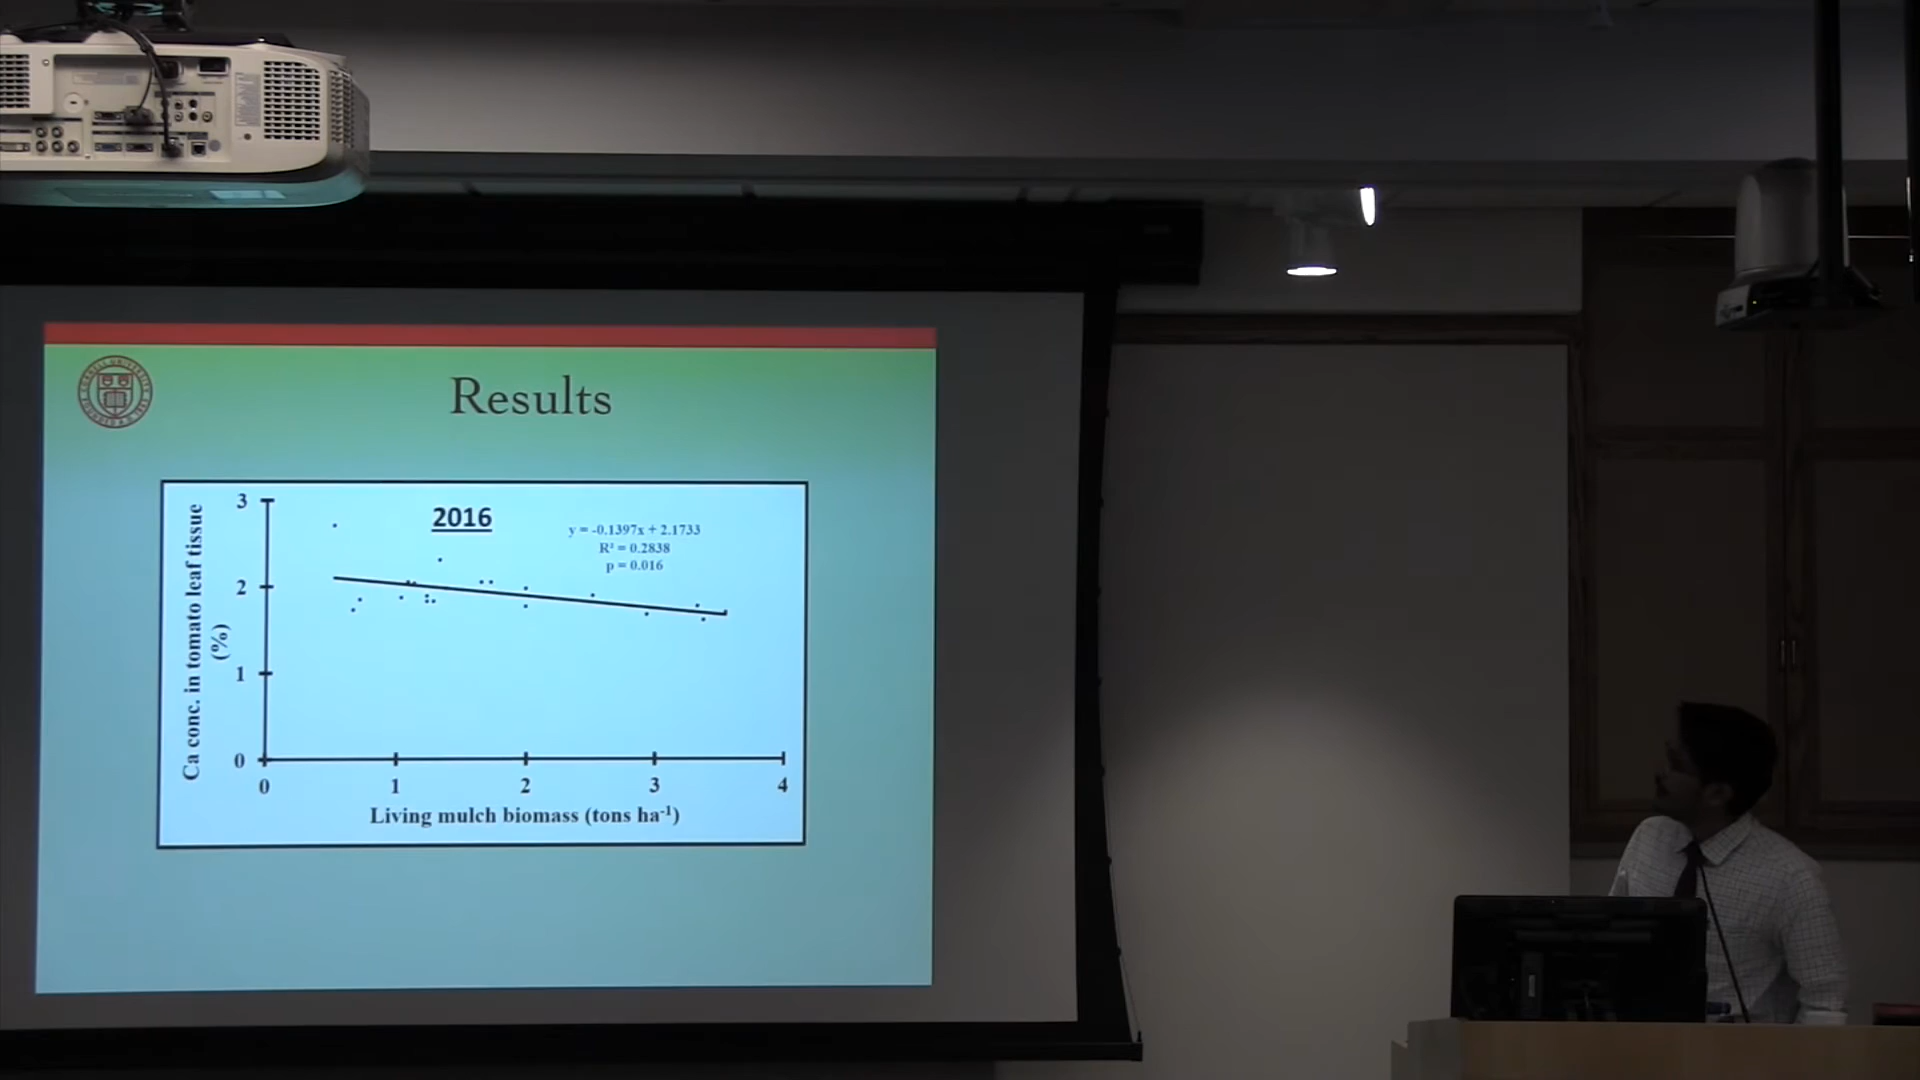 Results
2016
y = -0.1397x + 2.1733
R² = 0.2838
p = 0.016
Ca conc. in tomato leaf tissue
(%)
3
2
1
0
0 1 2 3 4
Living mulch biomass (tons ha⁻¹)